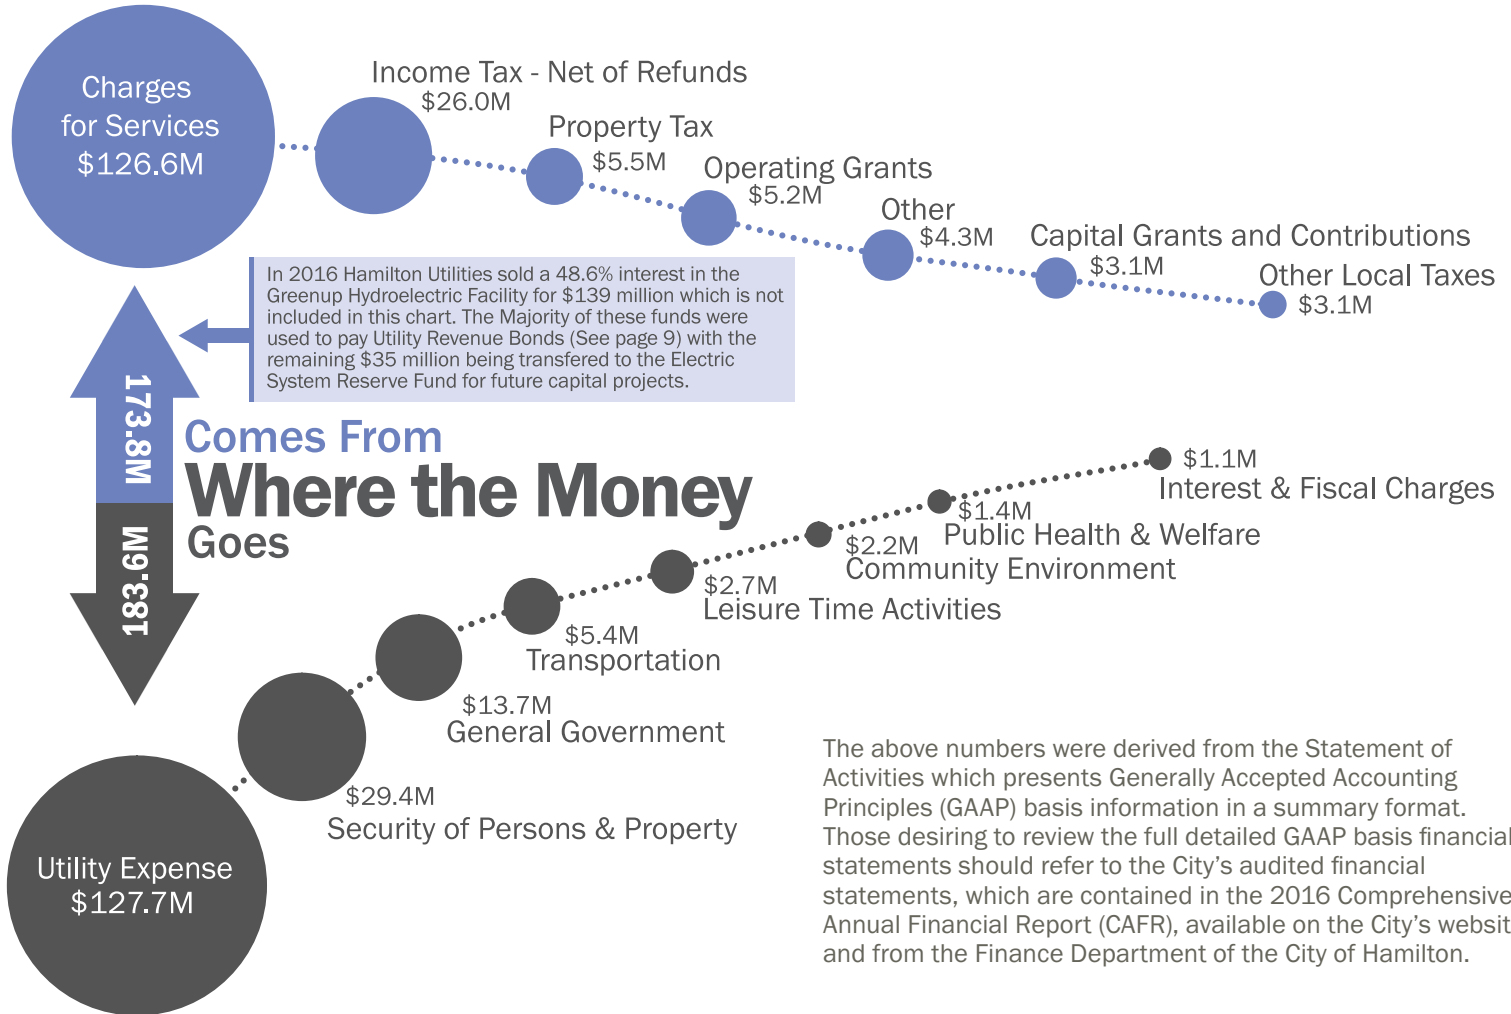 Charges
for Services
$126.6M
Income Tax - Net of Refunds
$26.0M
Property Tax
$5.5M
Operating Grants
$5.2M
Other
$4.3M
Capital Grants and Contributions
$3.1M
Other Local Taxes
$3.1M
In 2016 Hamilton Utilities sold a 48.6% interest in the
Greenup Hydroelectric Facility for $139 million which is not
included in this chart. The Majority of these funds were
used to pay Utility Revenue Bonds (See page 9) with the
remaining $35 million being transfered to the Electric
System Reserve Fund for future capital projects.
173.8M
Comes From
Where the Money
Goes
183.6M
$1.1M
Interest & Fiscal Charges
$1.4M
Public Health & Welfare
$2.2M
Community Environment
$2.7M
Leisure Time Activities
$5.4M
Transportation
$13.7M
General Government
$29.4M
Security of Persons & Property
Utility Expense
$127.7M
The above numbers were derived from the Statement of
Activities which presents Generally Accepted Accounting
Principles (GAAP) basis information in a summary format.
Those desiring to review the full detailed GAAP basis financial
statements should refer to the City’s audited financial
statements, which are contained in the 2016 Comprehensive
Annual Financial Report (CAFR), available on the City’s websit
and from the Finance Department of the City of Hamilton.